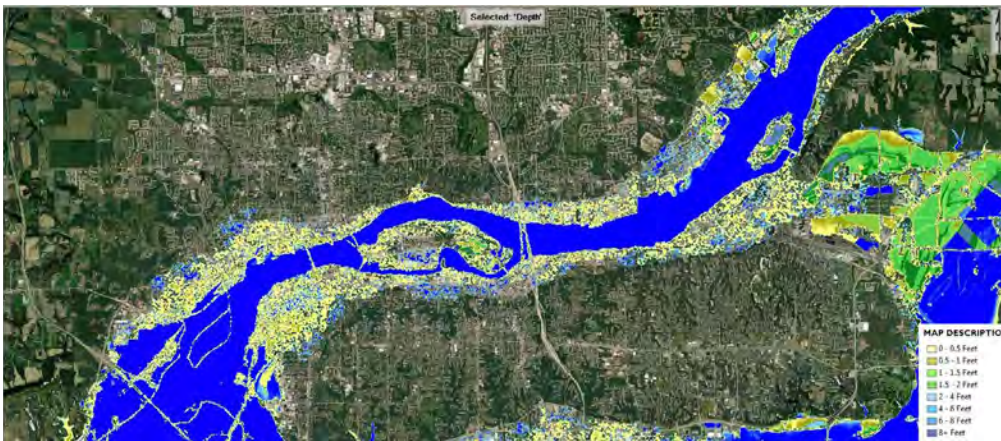 Selected: 'Depth'
MAP DESCRIPTIO
0 - 0.5 Feet
0.5 - 1 Feet
1 - 1.5 Feet
1.5 - 2 Feet
2 - 4 Feet
4 - 6 Feet
6 - 8 Feet
8+ Feet